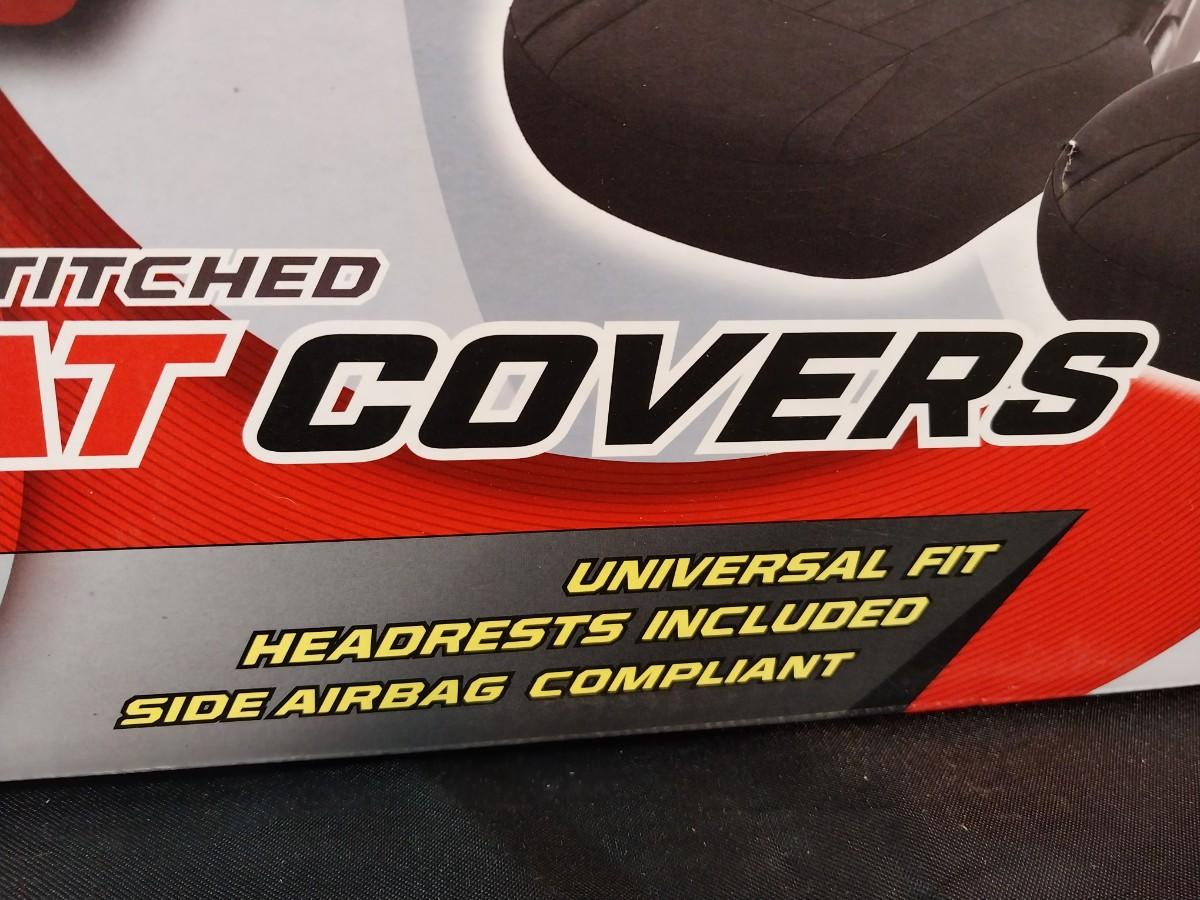 TITCHED
AT COVERS
UNIVERSAL FIT
HEADRESTS INCLUDED
SIDE AIRBAG COMPLIANT